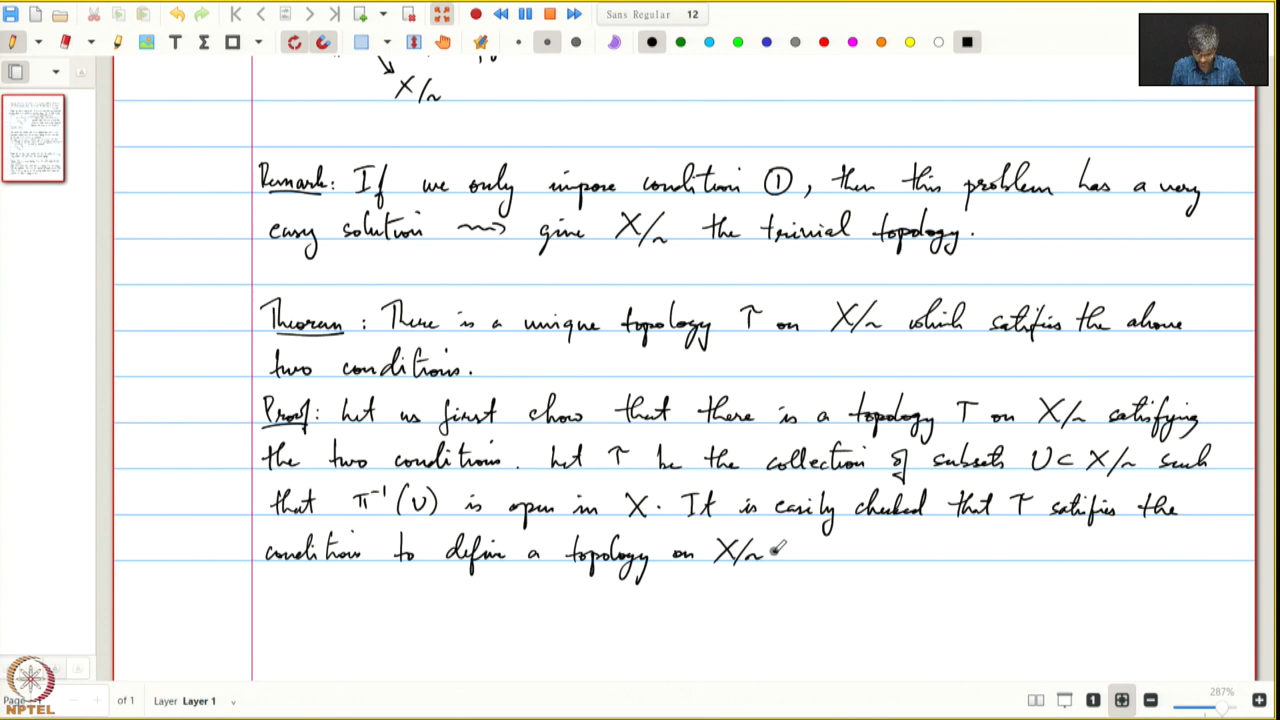 Sans Regular 12
X/~
Remark: If we only impose condition ①, then this problem has a very
easy solution ⇝ give X/~ the trivial topology.
Theorem: There is a unique topology τ on X/~ which satisfies the above
two conditions.
Proof: Let us first show that there is a topology τ on X/~ satisfying
the two conditions. Let τ be the collection of subsets U ⊂ X/~ such
that π⁻¹(U) is open in X. It is easily checked that τ satisfies the
conditions to define a topology on X/~
NPTEL
of 1
Layer Layer 1
287%